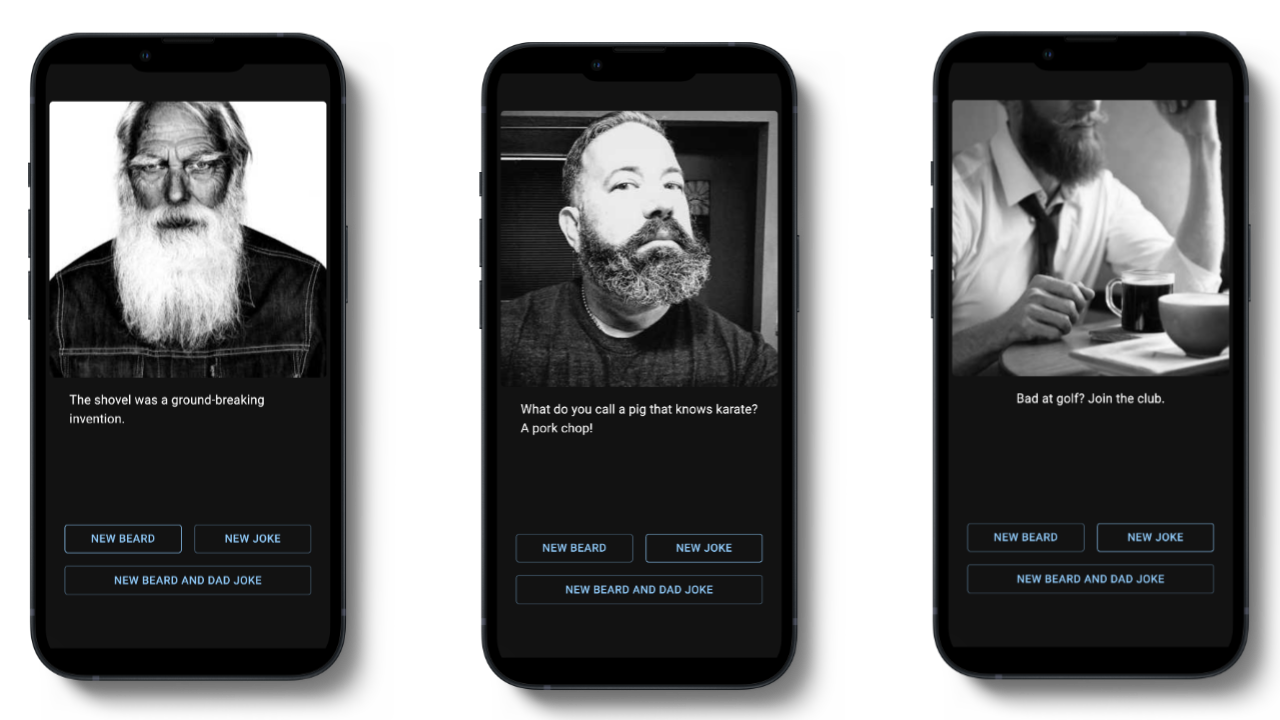 The shovel was a ground-breaking
invention.
NEW BEARD
NEW JOKE
NEW BEARD AND DAD JOKE
What do you call a pig that knows karate?
A pork chop!
NEW BEARD
NEW JOKE
NEW BEARD AND DAD JOKE
Bad at golf? Join the club.
NEW BEARD
NEW JOKE
NEW BEARD AND DAD JOKE